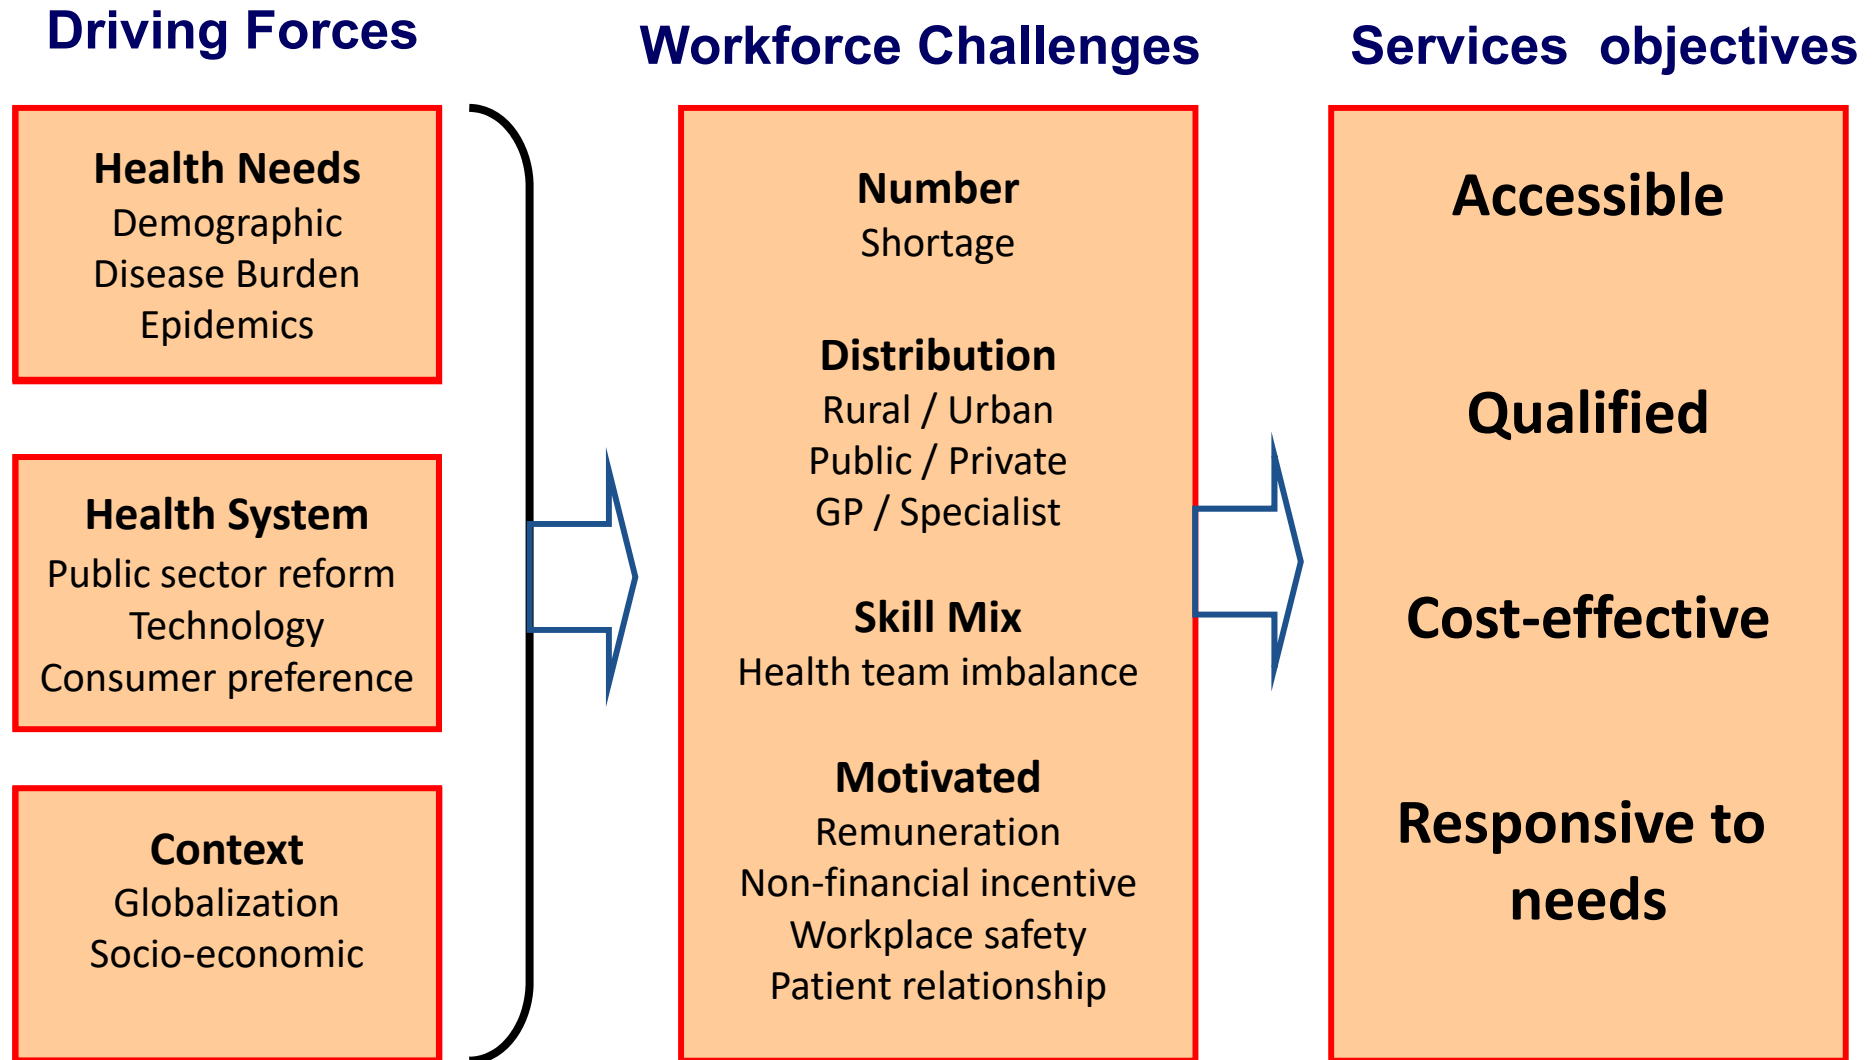 Driving Forces
Workforce Challenges
Services objectives
Health Needs
Demographic
Disease Burden
Epidemics
Health System
Public sector reform
Technology
Consumer preference
Context
Globalization
Socio-economic
Number
Shortage
Distribution
Rural / Urban
Public / Private
GP / Specialist
Skill Mix
Health team imbalance
Motivated
Remuneration
Non-financial incentive
Workplace safety
Patient relationship
Accessible
Qualified
Cost-effective
Responsive to
needs